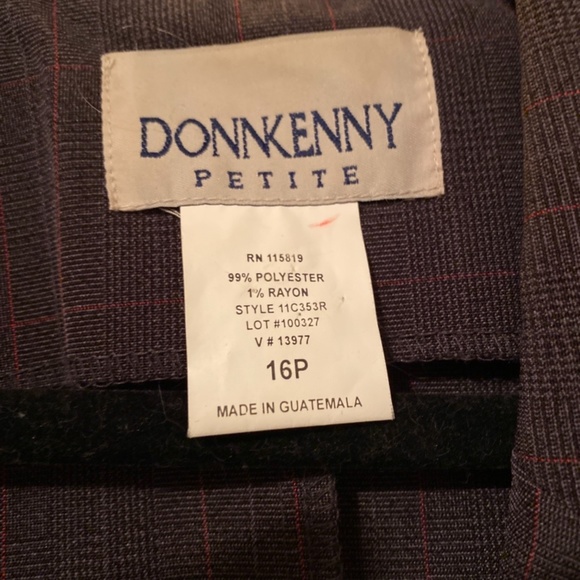 DONNKENNY
PETITE
RN 115819
99% POLYESTER
1% RAYON
STYLE 11C353R
LOT #100327
V # 13977
16P
MADE IN GUATEMALA